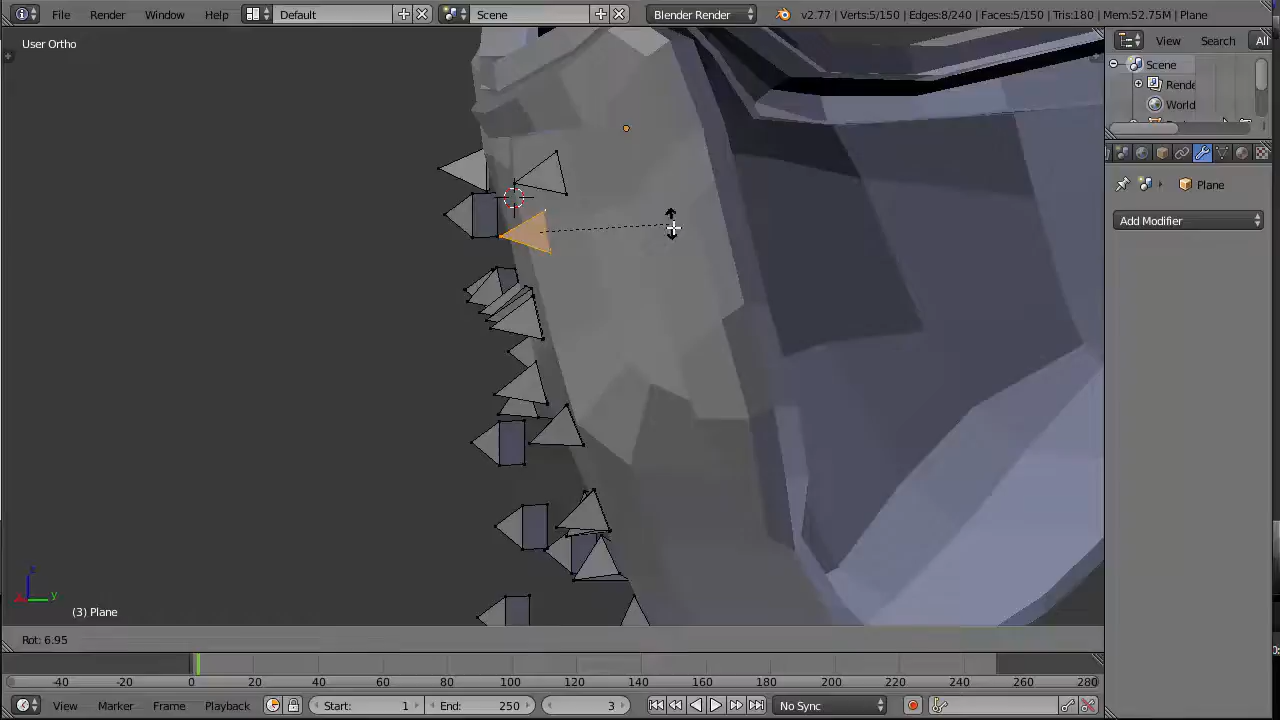 File Render Window Help Default Scene Blender Render v2.77 | Verts:5/150 | Edges:8/240 | Faces:5/150 | Tris:180 | Mem:52.75M | Plane
User Ortho
View Search All
Scene
Rende
World
Plane
Add Modifier
z
x y
(3) Plane
Rot: 6.95
-40 -20 0 20 40 60 80 100 120 140 160 180 200 220 240 260 280
View Marker Frame Playback Start: 1 End: 250 3 No Sync